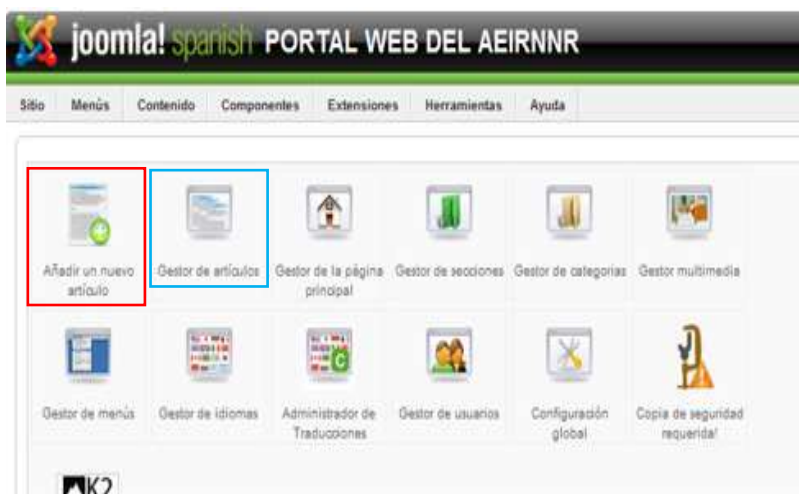 joomla! spanish PORTAL WEB DEL AEIRNNR
Sitio Menús Contenido Componentes Extensiones Herramientas Ayuda
Añadir un nuevo artículo
Gestor de artículos
Gestor de la página principal
Gestor de secciones
Gestor de categorías
Gestor multimedia
Gestor de menús
Gestor de idiomas
Administrador de Traducciones
Gestor de usuarios
Configuración global
Copia de seguridad requerida!
K2